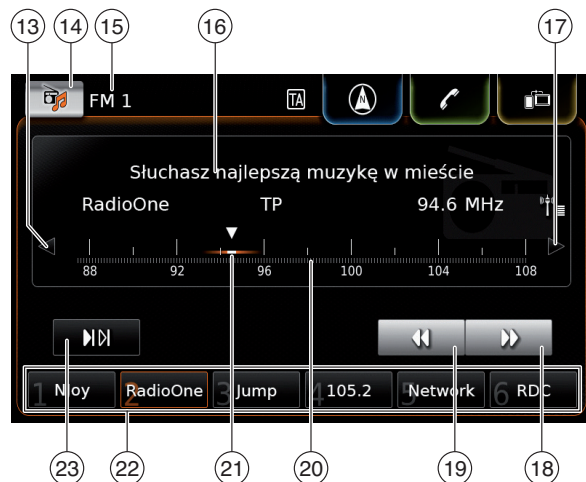 13 14 15 16 17
FM 1 TA N
Słuchasz najlepszą muzykę w mieście
RadioOne TP 94.6 MHz
88 92 96 100 104 108
1 Njoy 2 RadioOne 3 Jump 4 105.2 5 Network 6 RDC
23 22 21 20 19 18